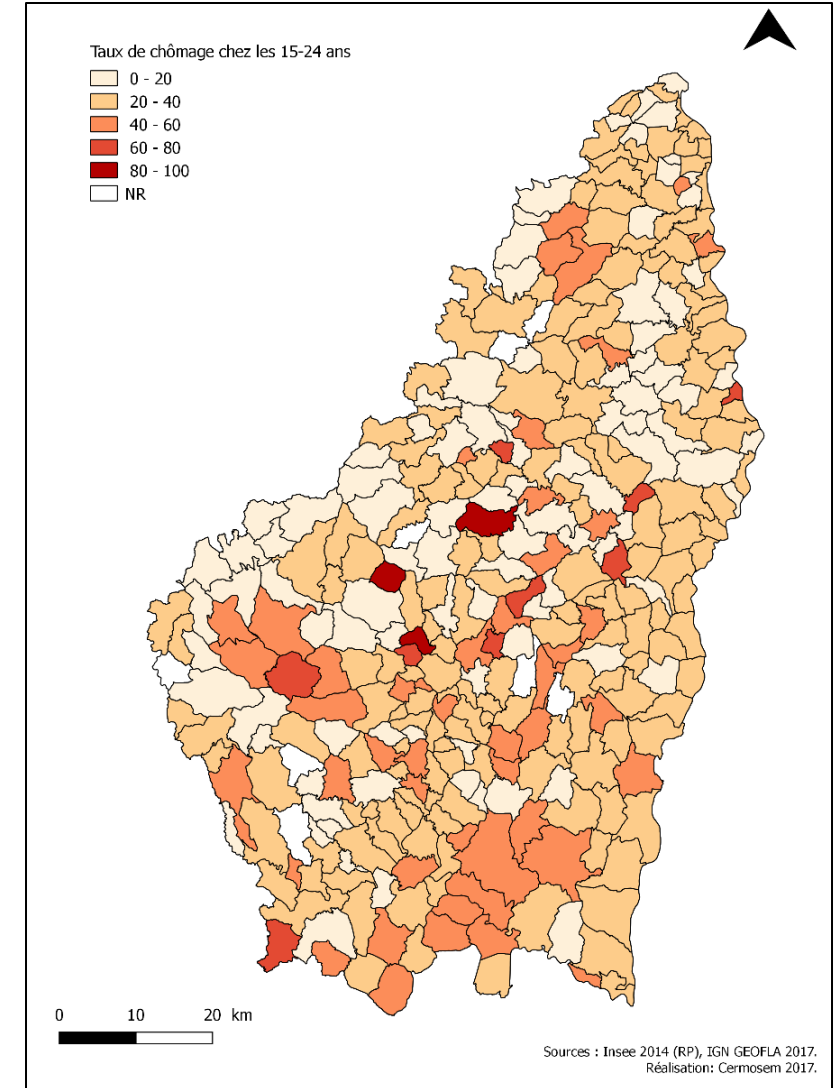 Taux de chômage chez les 15-24 ans
0 - 20
20 - 40
40 - 60
60 - 80
80 - 100
NR
0 10 20 km
Sources : Insee 2014 (RP), IGN GEOFLA 2017.
Réalisation: Cermosem 2017.